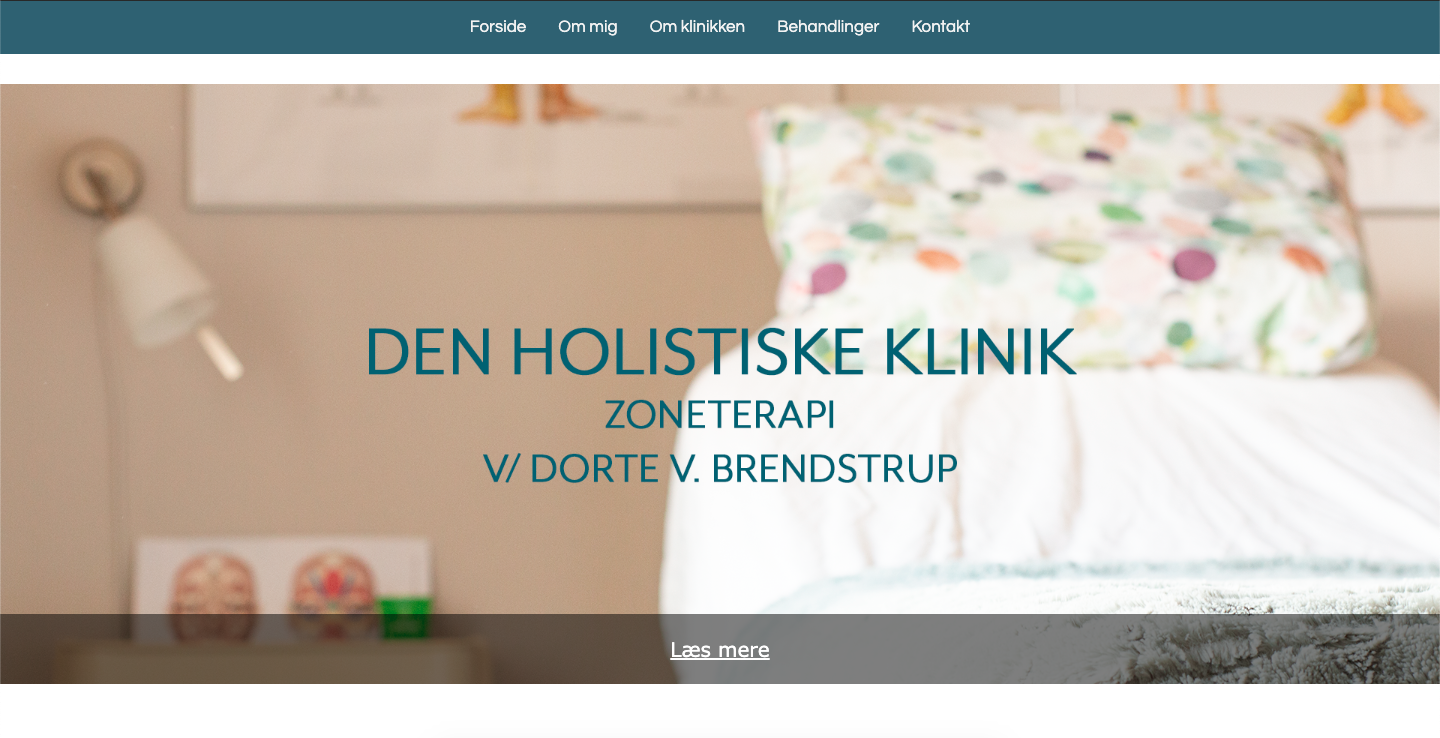 Forside Om mig Om klinikken Behandlinger Kontakt
DEN HOLISTISKE KLINIK
ZONETERAPI
V/ DORTE V. BRENDSTRUP
Læs mere